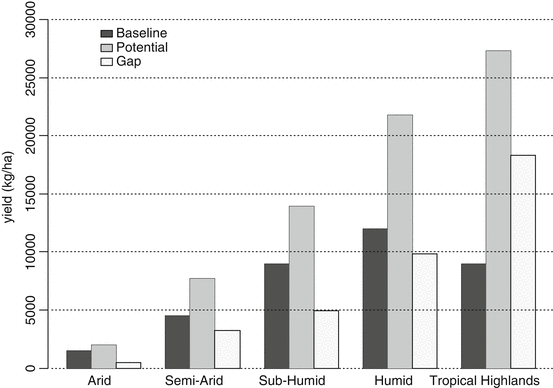 Baseline
Potential
Gap
yield (kg/ha)
30000
25000
20000
15000
10000
5000
0
Arid Semi-Arid Sub-Humid Humid Tropical Highlands